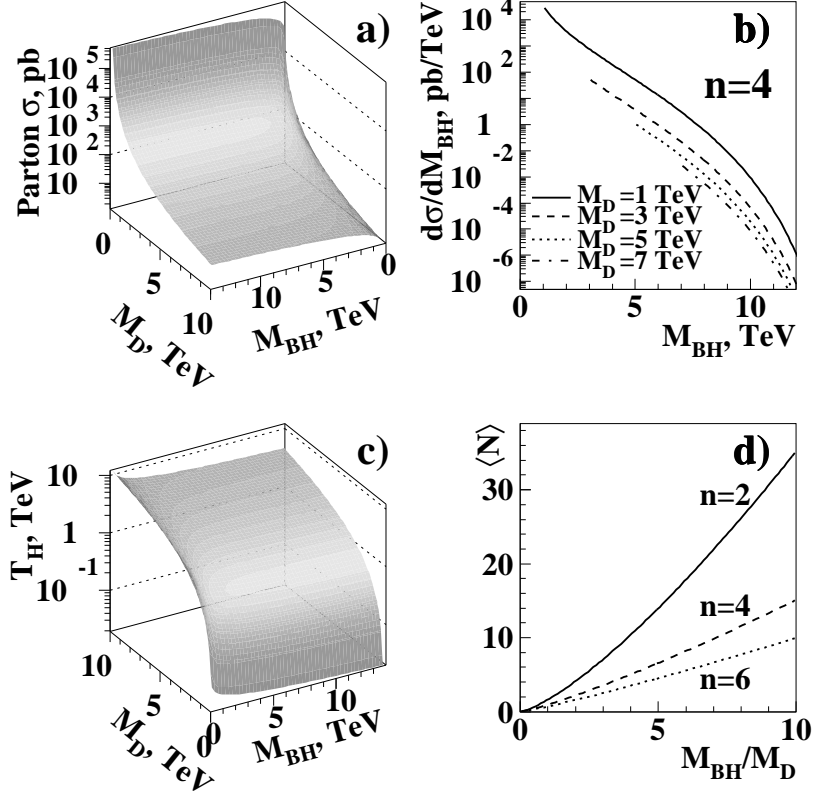 a)
Parton σ, pb
10 5
10 4
10 3
10 2
10
0
5
10
M_D, TeV
10
5
0
M_BH, TeV
b)
n=4
dσ/dM_BH, pb/TeV
10 4
10 2
1
10 -2
10 -4
10 -6
10
M_D=1 TeV
M_D=3 TeV
M_D=5 TeV
M_D=7 TeV
0
5
10
M_BH, TeV
c)
T_H, TeV
10
1
10 -1
10
5
0
M_D, TeV
0
5
10
M_BH, TeV
d)
⟨N⟩
30
20
10
0
n=2
n=4
n=6
0
5
10
M_BH/M_D